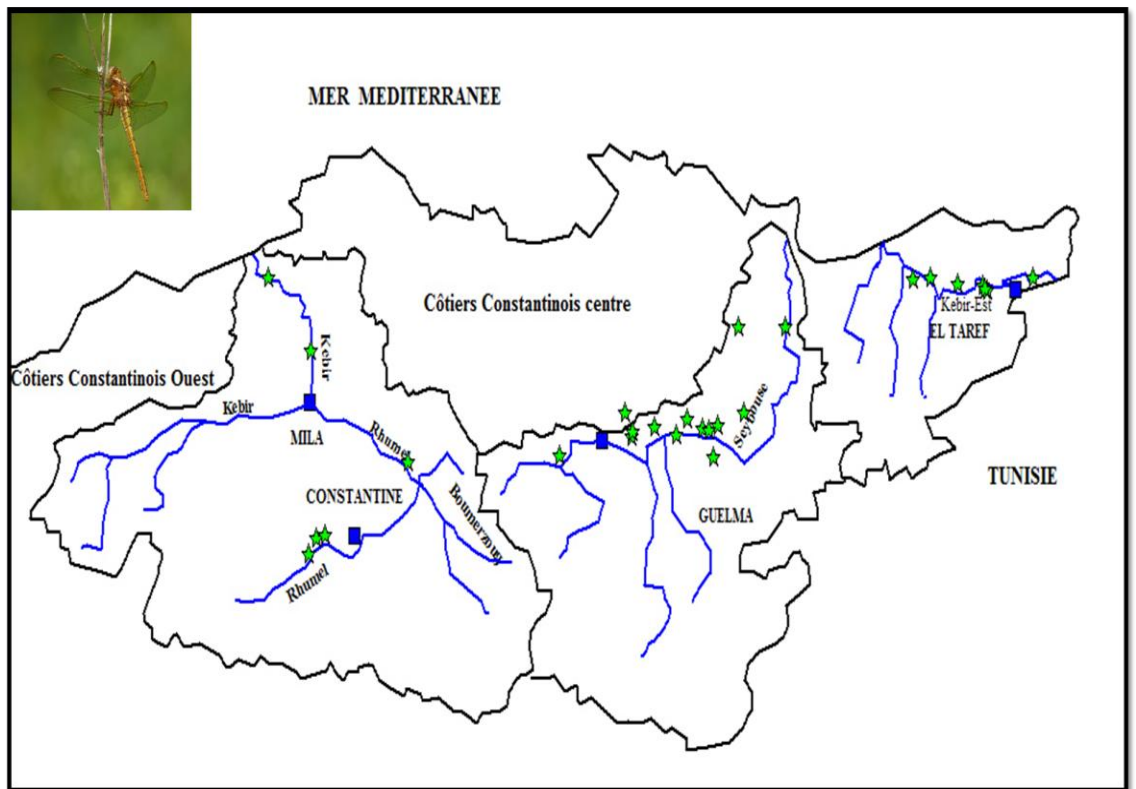 MER MEDITERRANEE
Côtiers Constantinois centre
Kebir-Est
EL TAREF
Côtiers Constantinois Ouest
Kebir
Kebir
MILA
Rhumel
Seybouse
TUNISIE
CONSTANTINE
GUELMA
Boumerzoug
Rhumel